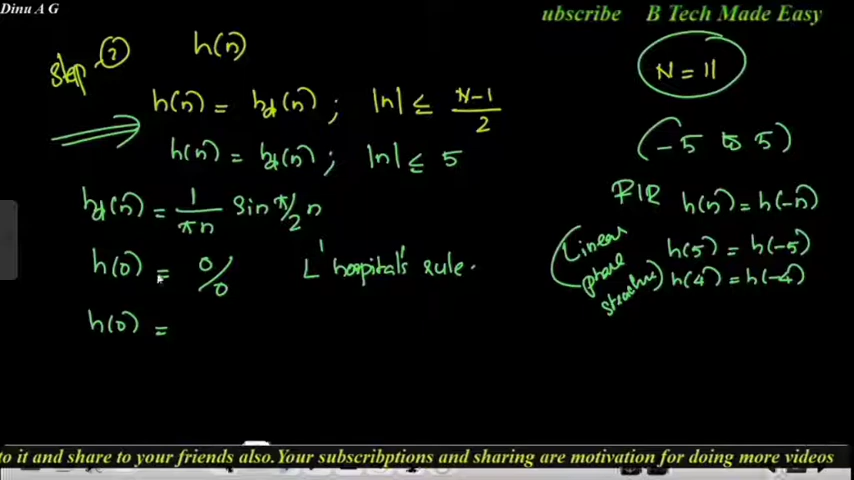 Dinu A G
ubscribe B Tech Made Easy
Step - ②
h(n)
N = 11
h(n) = hd(n) ; |n| ≤ N-1/2
(-5 to 5)
h(n) = hd(n) ; |n| ≤ 5
hd(n) = 1/πn Sin π/2 n
FIR h(n) = h(-n)
h(0) = 0/0 L' hospital's rule.
(Linear phase structure)
h(5) = h(-5)
h(4) = h(-4)
h(0) =
to it and share to your friends also.Your subscribptions and sharing are motivation for doing more videos